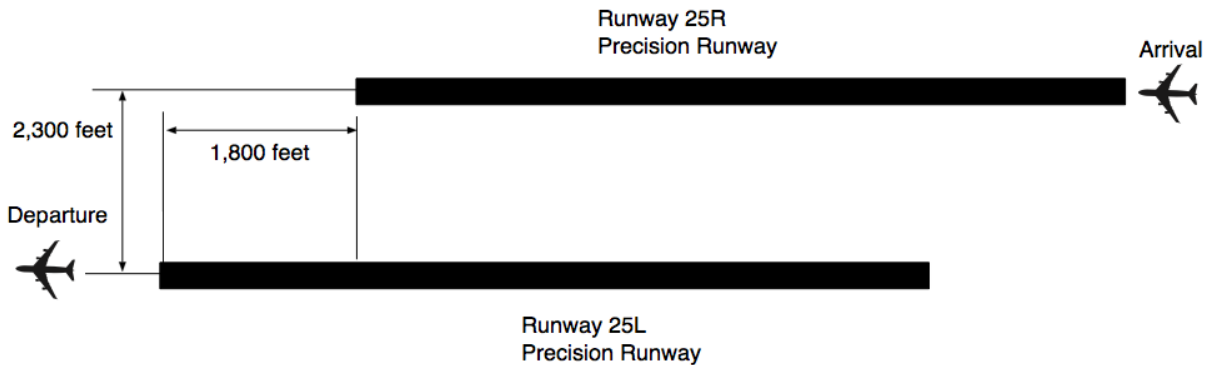 Runway 25R
Precision Runway
Arrival
2,300 feet
1,800 feet
Departure
Runway 25L
Precision Runway